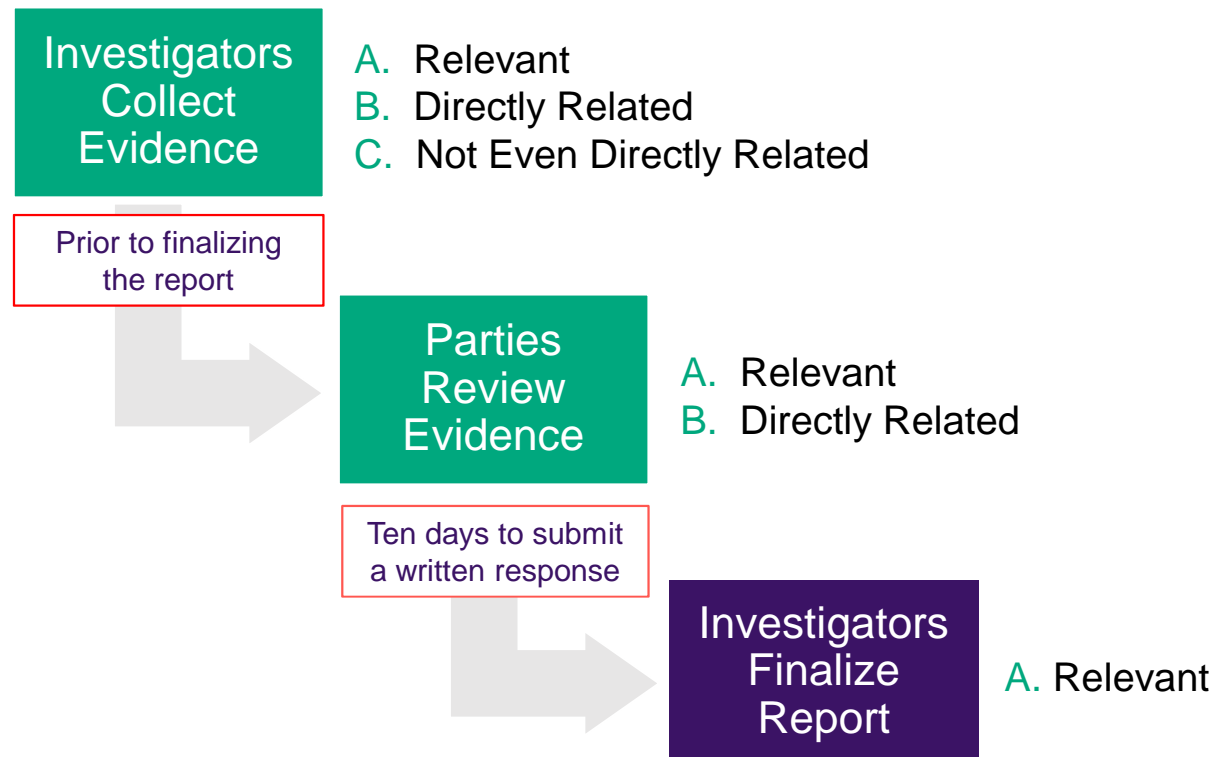 Investigators
Collect
Evidence
A. Relevant
B. Directly Related
C. Not Even Directly Related
Prior to finalizing
the report
Parties
Review
Evidence
A. Relevant
B. Directly Related
Ten days to submit
a written response
Investigators
Finalize
Report
A. Relevant